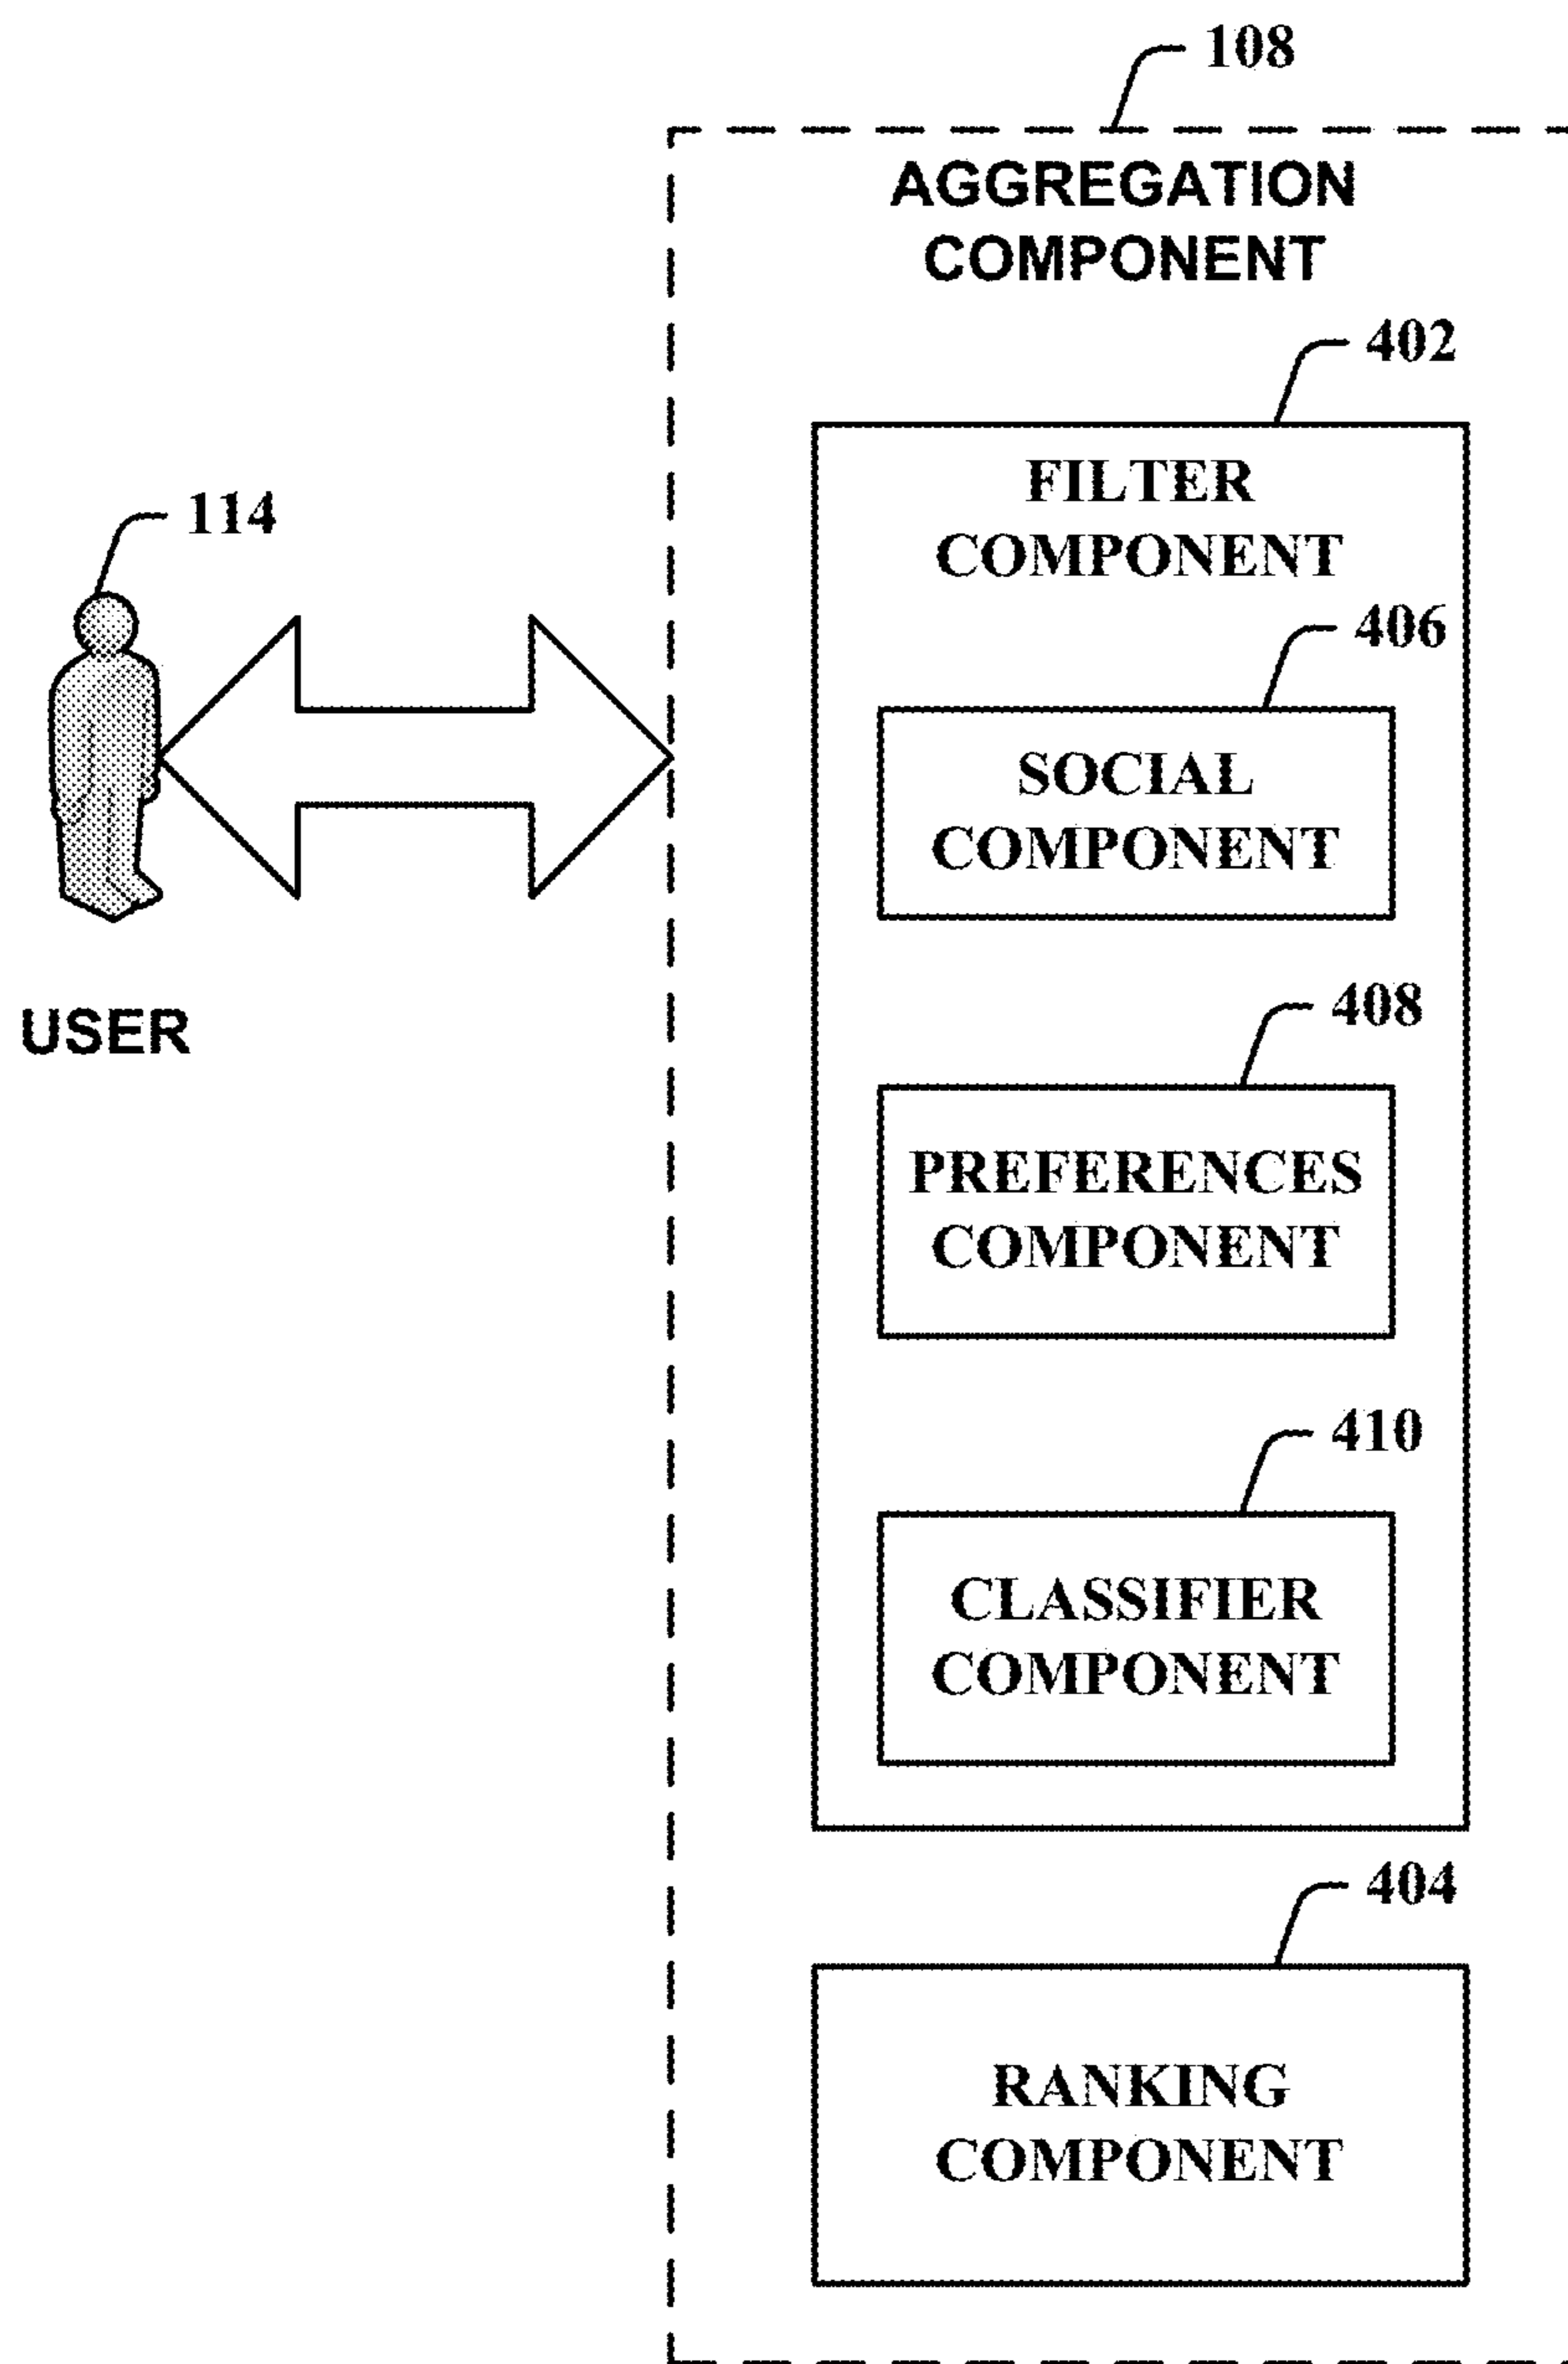 108
AGGREGATION
COMPONENT
402
FILTER
COMPONENT
114
406
SOCIAL
COMPONENT
USER
408
PREFERENCES
COMPONENT
410
CLASSIFIER
COMPONENT
404
RANKING
COMPONENT